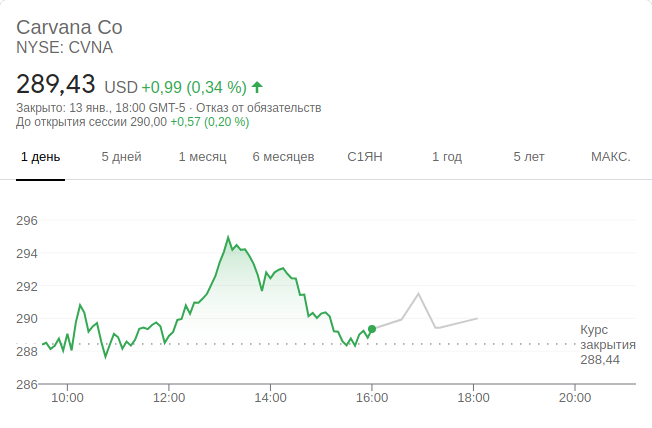 Carvana Co
NYSE: CVNA
289,43 USD +0,99 (0,34 %)
Закрыто: 13 янв., 18:00 GMT-5 · Отказ от обязательств
До открытия сессии 290,00 +0,57 (0,20 %)
1 день 5 дней 1 месяц 6 месяцев С1ЯН 1 год 5 лет МАКС.
296
294
292
290
288
286
Курс
закрытия
288,44
10:00 12:00 14:00 16:00 18:00 20:00